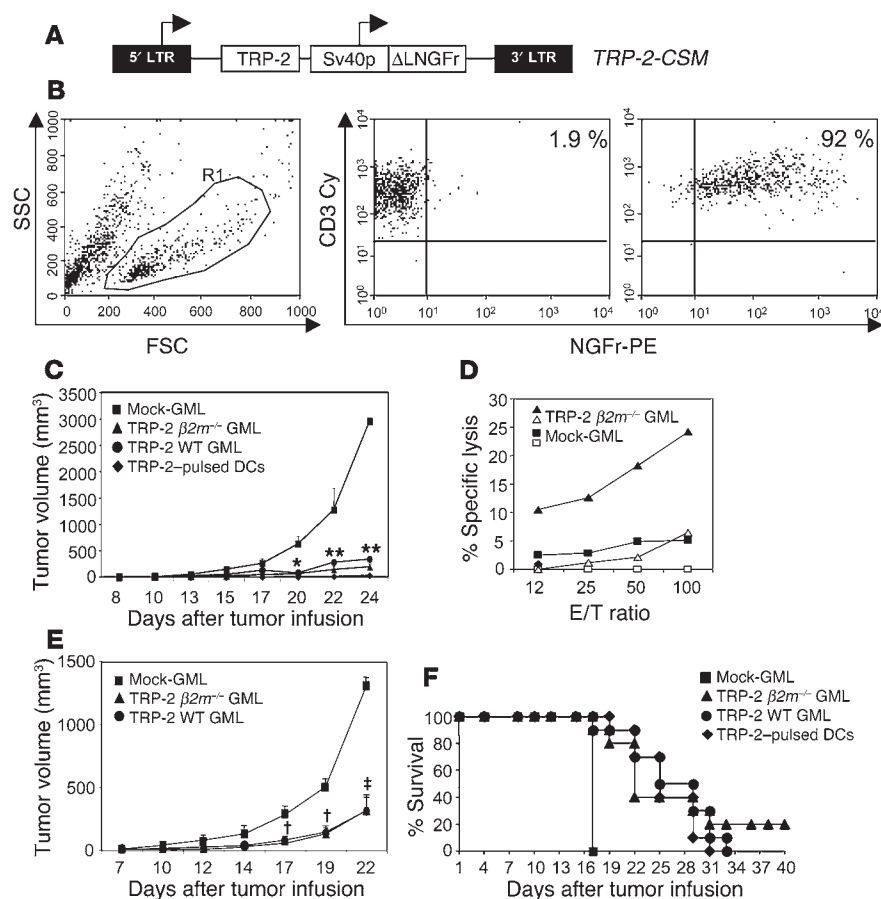 A
5′ LTR TRP-2 Sv40p ΔLNGFr 3′ LTR TRP-2-CSM
B
SSC
1000
800
600
400
200
0
R1
0 200 400 600 800 1000
FSC
CD3 Cy
10⁴
10³
10²
10¹
10⁰
1.9 %
10⁰ 10¹ 10² 10³ 10⁴
10⁴
10³
10²
10¹
10⁰
92 %
10⁰ 10¹ 10² 10³ 10⁴
NGFr-PE
C
Tumor volume (mm³)
3500
3000
2500
2000
1500
1000
500
0
Mock-GML
TRP-2 β2m⁻/⁻ GML
TRP-2 WT GML
TRP-2–pulsed DCs
* ** **
8 10 13 15 17 20 22 24
Days after tumor infusion
D
% Specific lysis
30
25
20
15
10
5
0
TRP-2 β2m⁻/⁻ GML
Mock-GML
12 25 50 100
E/T ratio
E
Tumor volume (mm³)
1500
1000
500
0
Mock-GML
TRP-2 β2m⁻/⁻ GML
TRP-2 WT GML
† † ‡
7 10 12 14 17 19 22
Days after tumor infusion
F
% Survival
100
80
60
40
20
0
Mock-GML
TRP-2 β2m⁻/⁻ GML
TRP-2 WT GML
TRP-2–pulsed DCs
1 4 7 10 13 16 19 22 25 28 31 34 37 40
Days after tumor infusion